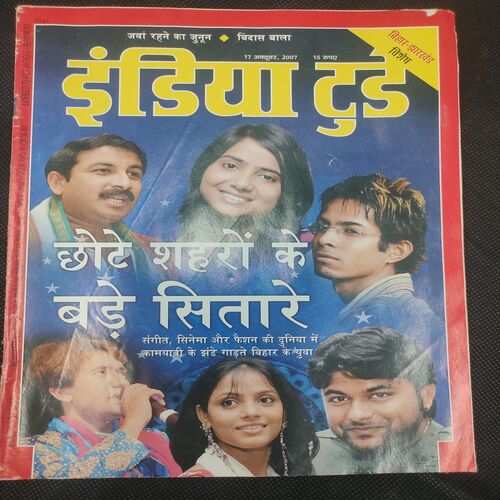 जवां रहने का जुनून ◆ बिंदास बाला
17 अक्तूबर, 2007 15 रुपए
बिहार-झारखंड
विशेष
इंडिया टुडे
छोटे शहरों के
बड़े सितारे
संगीत, सिनेमा और फैशन की दुनिया में
कामयाबी के झंडे गाड़ते बिहार के युवा